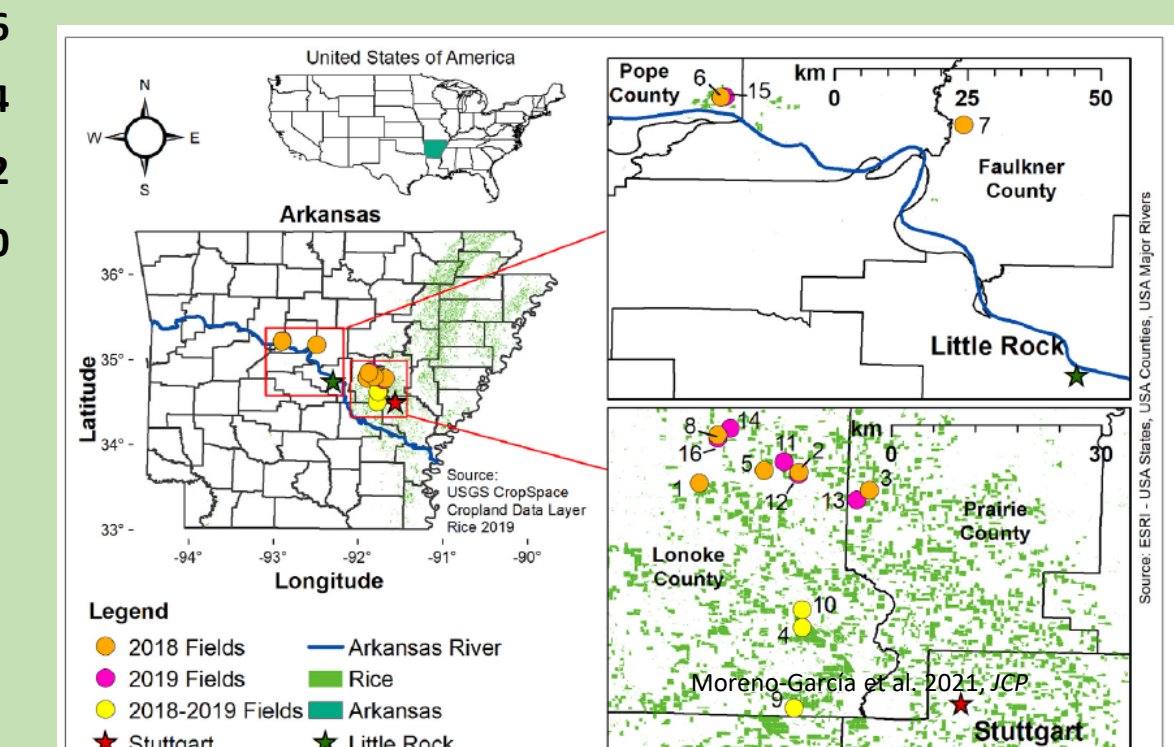 6
4
2
0
United States of America
N
W
E
S
Arkansas
36°
35°
34°
33°
-94°
-93°
-92°
-91°
-90°
Latitude
Longitude
Source:
USGS CropSpace
Cropland Data Layer
Rice 2019
Legend
2018 Fields
2019 Fields
2018-2019 Fields
Stuttgart
Arkansas River
Rice
Arkansas
Little Rock
Pope
County
6
15
km
0
25
50
7
Faulkner
County
Little Rock
8
14
16
5
11
2
12
1
3
13
km
0
30
Prairie
County
Lonoke
County
10
4
9
Moreno-García et al. 2021, JCP
Stuttgart
Source: ESRI - USA States, USA Counties, USA Major Rivers